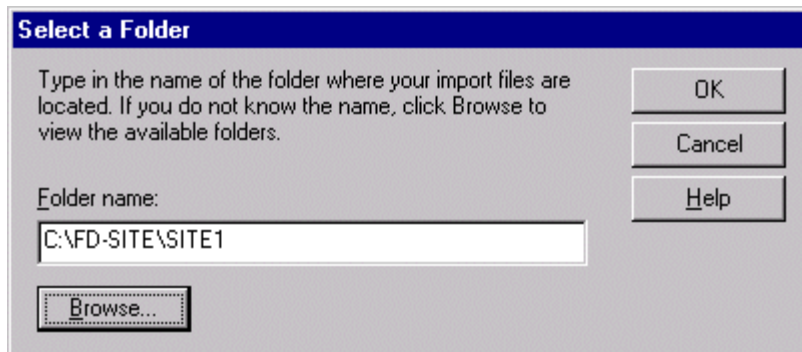 Select a Folder
Type in the name of the folder where your import files are
located. If you do not know the name, click Browse to
view the available folders.
OK
Cancel
Help
Folder name:
C:\FD-SITE\SITE1
Browse...